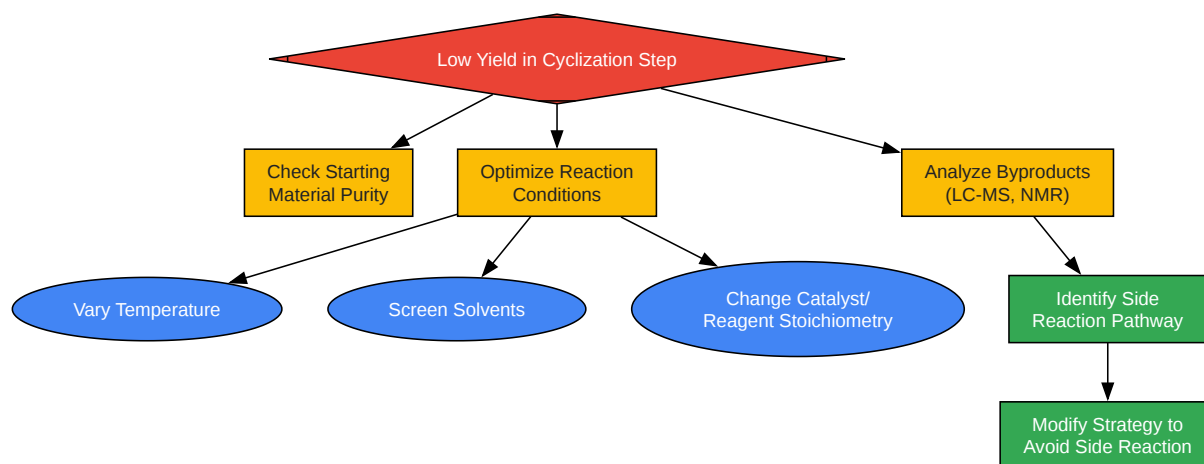 Low Yield in Cyclization Step
Check Starting
Material Purity
Optimize Reaction
Conditions
Analyze Byproducts
(LC-MS, NMR)
Vary Temperature
Screen Solvents
Change Catalyst/
Reagent Stoichiometry
Identify Side
Reaction Pathway
Modify Strategy to
Avoid Side Reaction